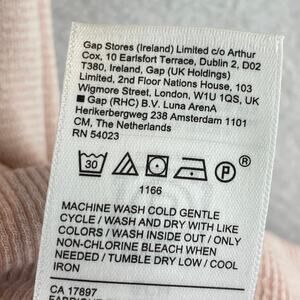 Gap Stores (Ireland) Limited c/o Arthur
Cox, 10 Earlsfort Terrace, Dublin 2, D02
T380, Ireland, Gap (UK Holdings)
Limited, 2nd Floor Nations House, 103
Wigmore Street, London, W1U 1QS, UK
■ Gap (RHC) B.V. Luna ArenA
Herikerbergweg 238 Amsterdam 1101
CM, The Netherlands
RN 54023
30 P ®
1166
MACHINE WASH COLD GENTLE
CYCLE / WASH AND DRY WITH LIKE
COLORS / WASH INSIDE OUT / ONLY
NON-CHLORINE BLEACH WHEN
NEEDED / TUMBLE DRY LOW / COOL
IRON
CA 17897